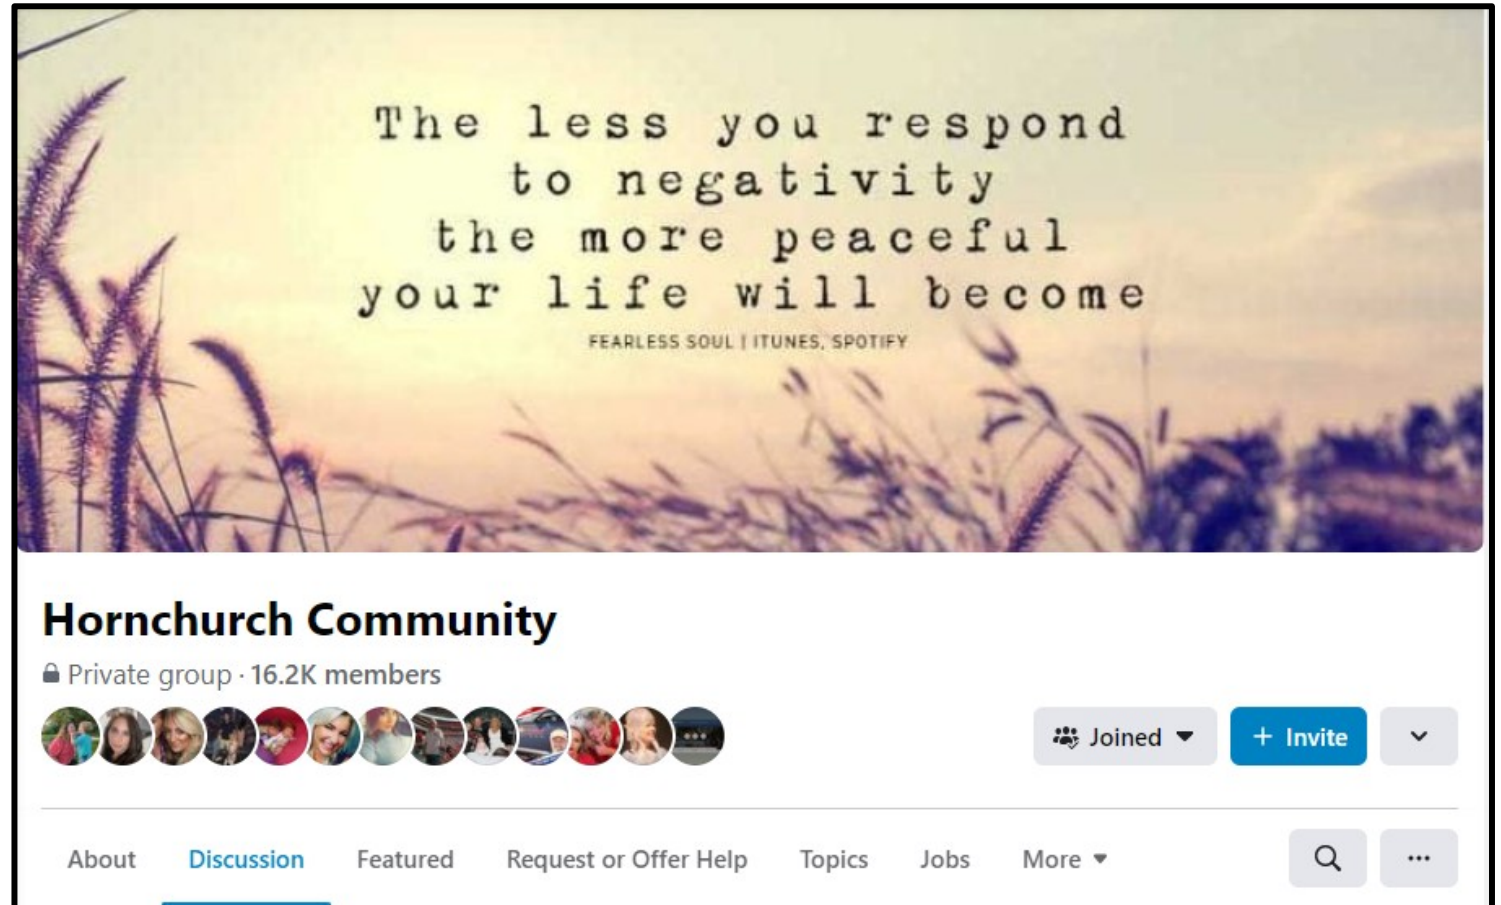 The less you respond
to negativity
the more peaceful
your life will become
FEARLESS SOUL | ITUNES, SPOTIFY
Hornchurch Community
Private group · 16.2K members
Joined
+ Invite
About Discussion Featured Request or Offer Help Topics Jobs More